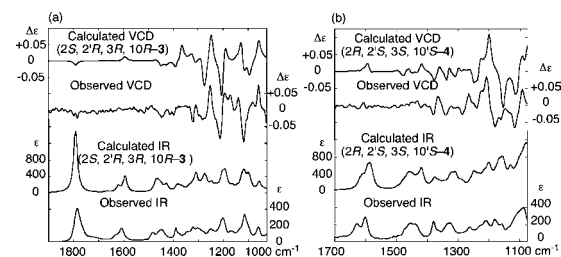 (a)
Calculated VCD
(2S, 2'R, 3R, 10R–3)
Δε
+0.05
0
-0.05
Observed VCD
Δε
+0.05
0
-0.05
Calculated IR
(2S, 2'R, 3R, 10R–3 )
ε
800
400
0
Observed IR
ε
400
200
0
1800 1600 1400 1200 1000 cm-1
(b)
Calculated VCD
(2R, 2'S, 3S, 10'S–4)
Δε
+0.05
0
-0.05
Observed VCD
Δε
+0.05
0
-0.05
Calculated IR
(2R, 2'S, 3S, 10'S–4)
ε
800
400
0
Observed IR
ε
400
200
0
1700 1500 1300 cm-1 1100